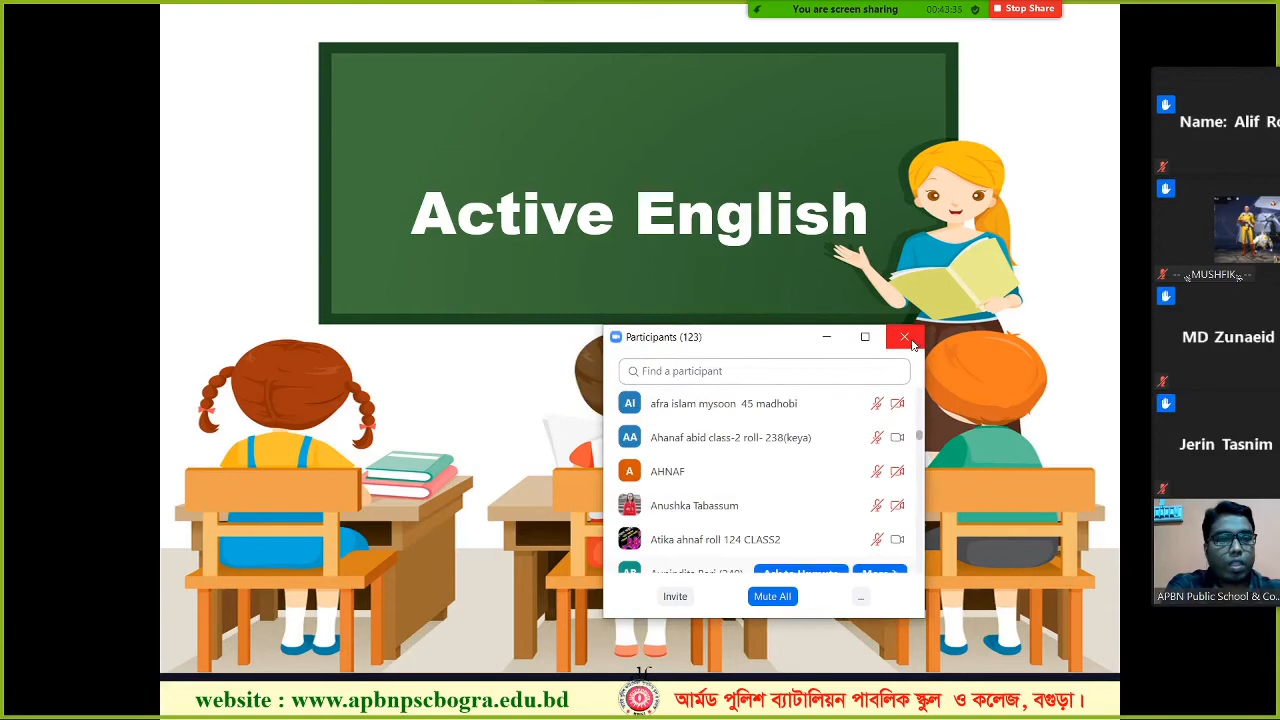 You are screen sharing
00:43:35
Stop Share
Name: Alif
Active English
-- MUSHFIK --
Participants (123)
MD Zunaeid
Find a participant
AI afra islam mysoon 45 madhobi
AA Ahanaf abid class-2 roll- 238(keya)
Jerin Tasnim
A AHNAF
Anushka Tabassum
Atika ahnaf roll 124 CLASS2
Invite
Mute All
...
APBN Public School & Co...
website : www.apbnpscbogra.edu.bd
আর্মড পুলিশ ব্যাটালিয়ন পাবলিক স্কুল ও কলেজ, বগুড়া।